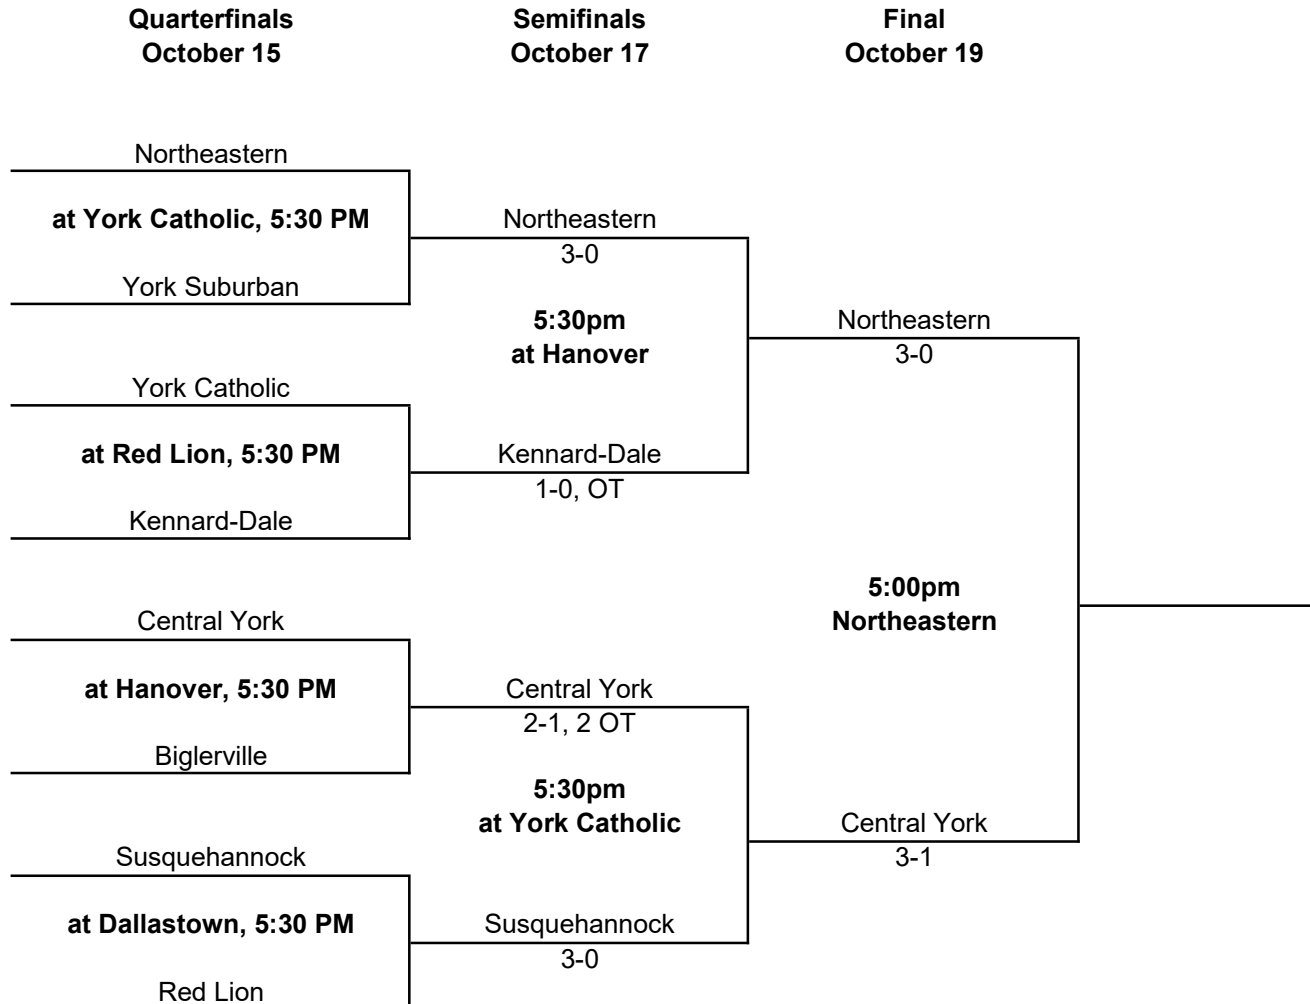 Quarterfinals
October 15
Semifinals
October 17
Final
October 19
Northeastern
at York Catholic, 5:30 PM
York Suburban
York Catholic
at Red Lion, 5:30 PM
Kennard-Dale
Central York
at Hanover, 5:30 PM
Biglerville
Susquehannock
at Dallastown, 5:30 PM
Red Lion
Northeastern
3-0
5:30pm
at Hanover
Kennard-Dale
1-0, OT
Central York
2-1, 2 OT
5:30pm
at York Catholic
Susquehannock
3-0
Northeastern
3-0
5:00pm
Northeastern
Central York
3-1